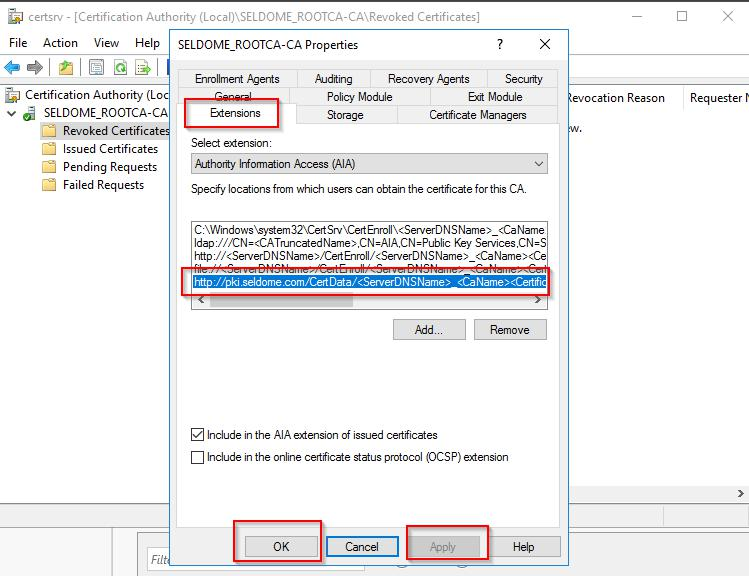 certsrv - [Certification Authority (Local)\SELDOME_ROOTCA-CA\Revoked Certificates]
File Action View Help
Certification Authority (Loc
SELDOME_ROOTCA-CA
Revoked Certificates
Issued Certificates
Pending Requests
Failed Requests
SELDOME_ROOTCA-CA Properties
?
Enrollment Agents Auditing Recovery Agents Security
General Policy Module Exit Module
Extensions Storage Certificate Managers
Select extension:
Authority Information Access (AIA)
Specify locations from which users can obtain the certificate for this CA.
C:\Windows\system32\CertSrv\CertEnroll\<ServerDNSName>_<CaName
ldap:///CN=<CATruncatedName>,CN=AIA,CN=Public Key Services,CN=S
http://<ServerDNSName>/CertEnroll/<ServerDNSName>_<CaName><Ce
file://<ServerDNSName>/CertEnroll/<ServerDNSName>_<CaName><Cert
http://pki.seldome.com/CertData/<ServerDNSName>_<CaName><Certific
Add... Remove
Include in the AIA extension of issued certificates
Include in the online certificate status protocol (OCSP) extension
OK Cancel Apply Help
Revocation Reason Requester N
ew.
Filte